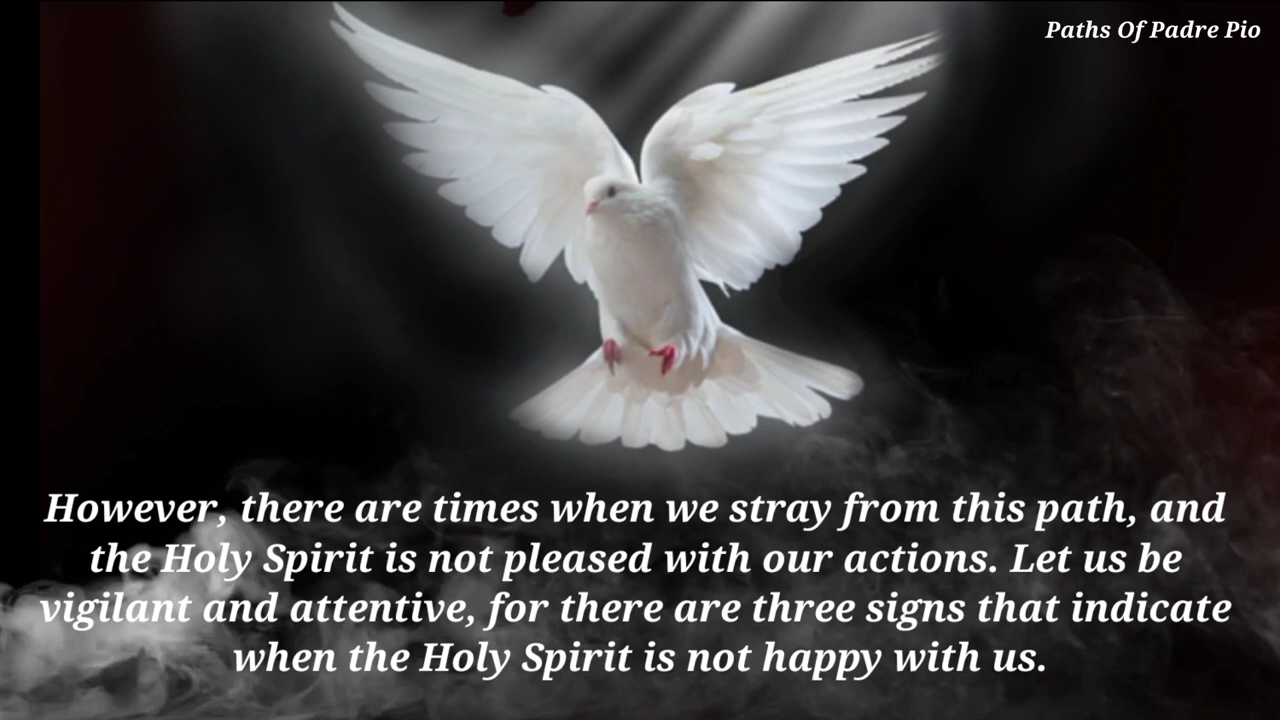 Paths Of Padre Pio
However, there are times when we stray from this path, and
the Holy Spirit is not pleased with our actions. Let us be
vigilant and attentive, for there are three signs that indicate
when the Holy Spirit is not happy with us.